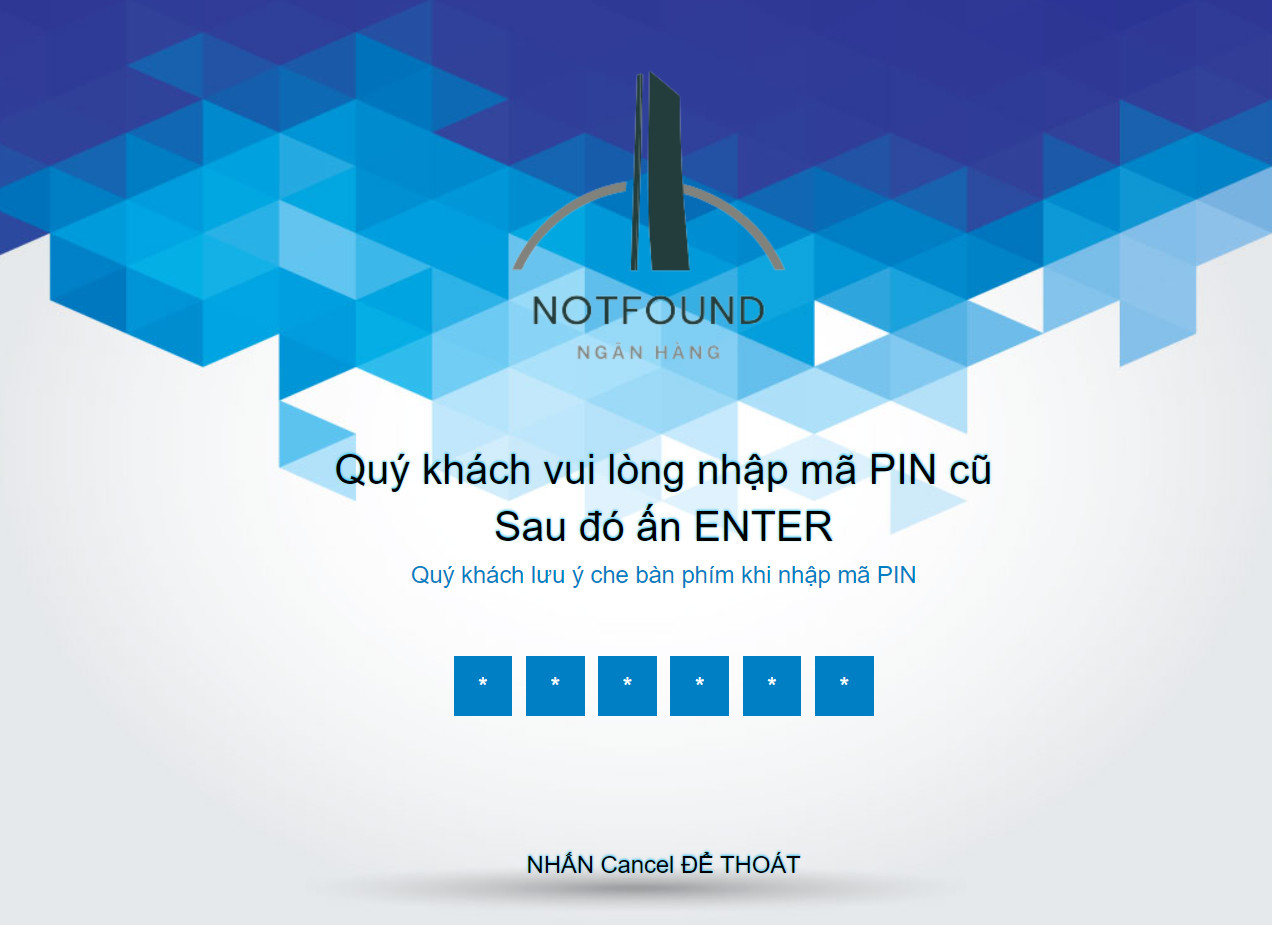 NOTFOUND
NGÂN HÀNG
Quý khách vui lòng nhập mã PIN cũ
Sau đó ấn ENTER
Quý khách lưu ý che bàn phím khi nhập mã PIN
* * * * * *
NHẤN Cancel ĐỂ THOÁT